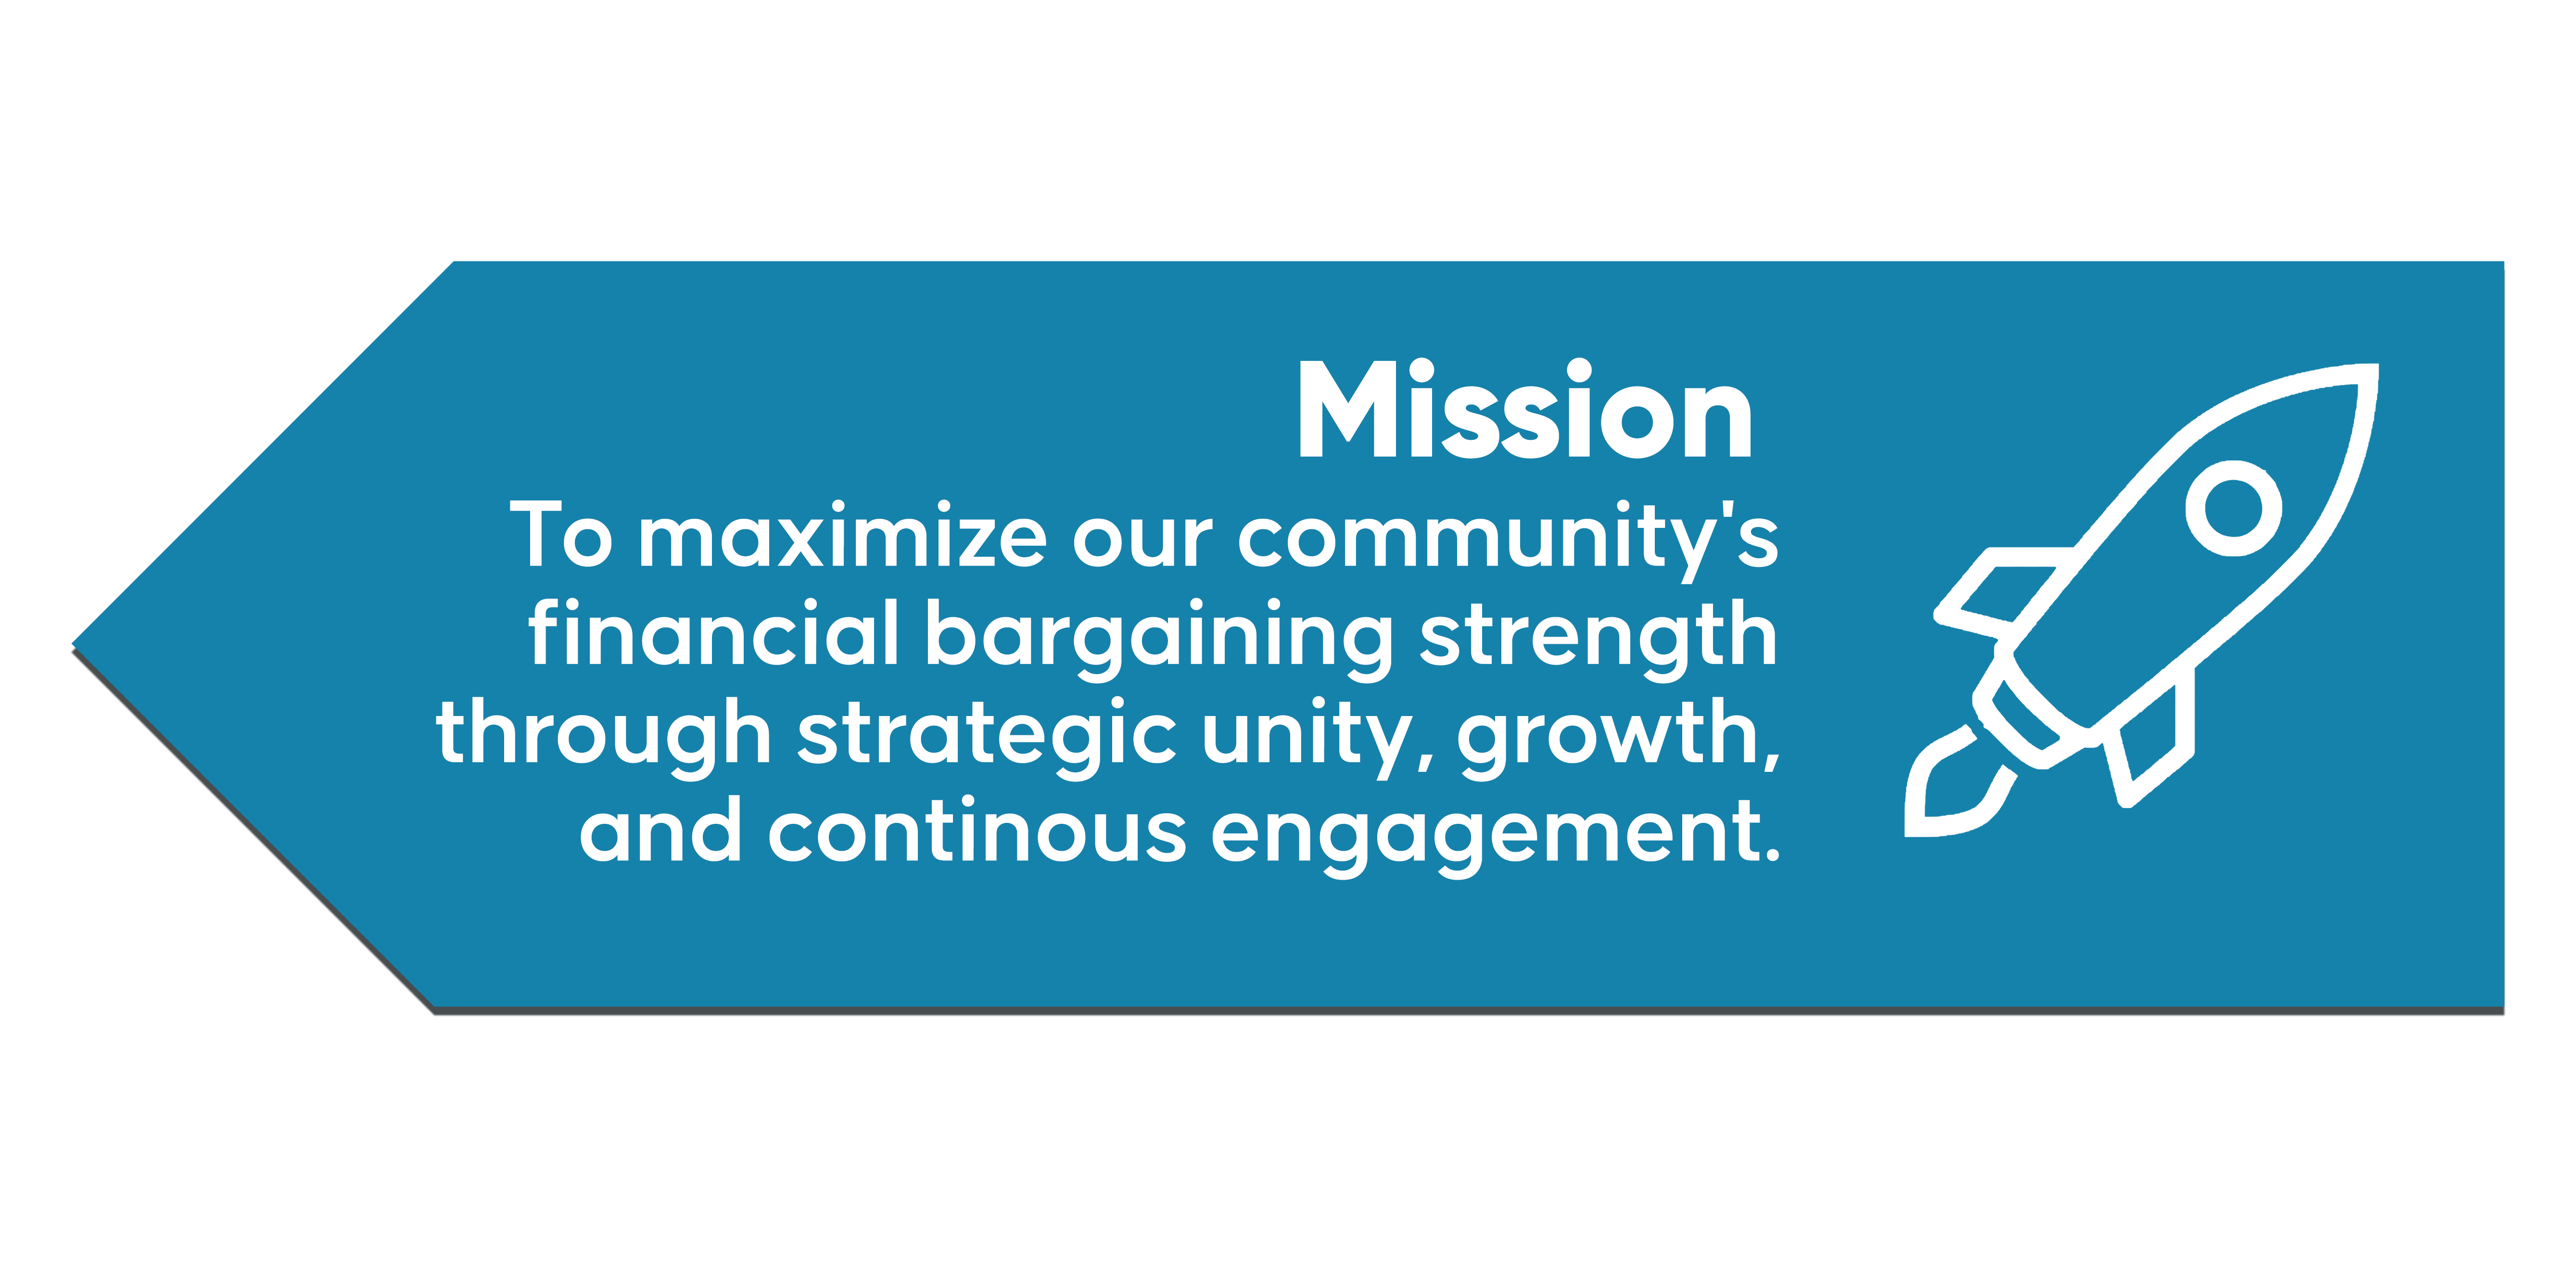 Mission
To maximize our community's
financial bargaining strength
through strategic unity, growth,
and continous engagement.